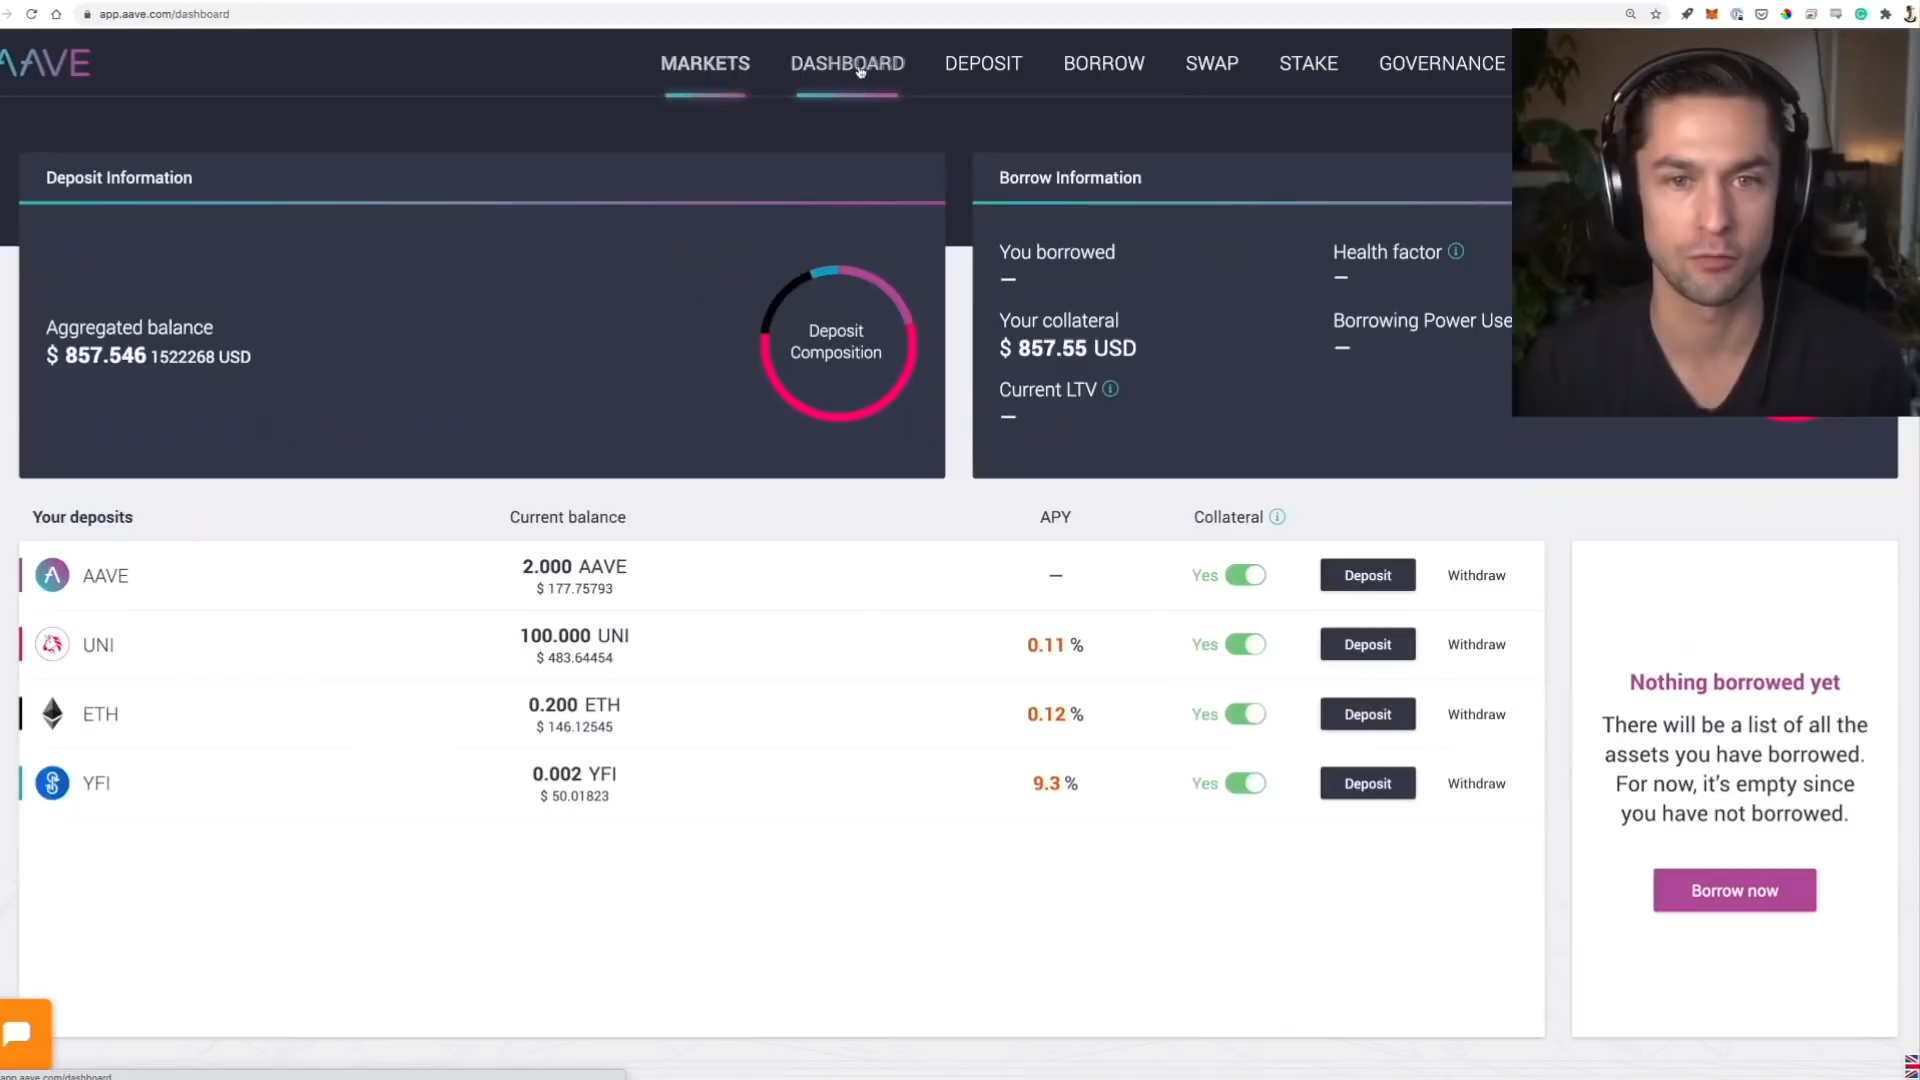 app.aave.com/dashboard
AAVE
MARKETS DASHBOARD DEPOSIT BORROW SWAP STAKE GOVERNANCE
Deposit Information
Aggregated balance
$ 857.546 1522268 USD
Deposit
Composition
Borrow Information
You borrowed
—
Health factor
—
Your collateral
$ 857.55 USD
Borrowing Power Use
—
Current LTV
—
Your deposits Current balance APY Collateral
AAVE 2.000 AAVE — Yes Deposit Withdraw
$ 177.75793
UNI 100.000 UNI 0.11 % Yes Deposit Withdraw
$ 483.64454
ETH 0.200 ETH 0.12 % Yes Deposit Withdraw
$ 146.12545
YFI 0.002 YFI 9.3 % Yes Deposit Withdraw
$ 50.01823
Nothing borrowed yet
There will be a list of all the
assets you have borrowed.
For now, it's empty since
you have not borrowed.
Borrow now
app.aave.com/dashboard